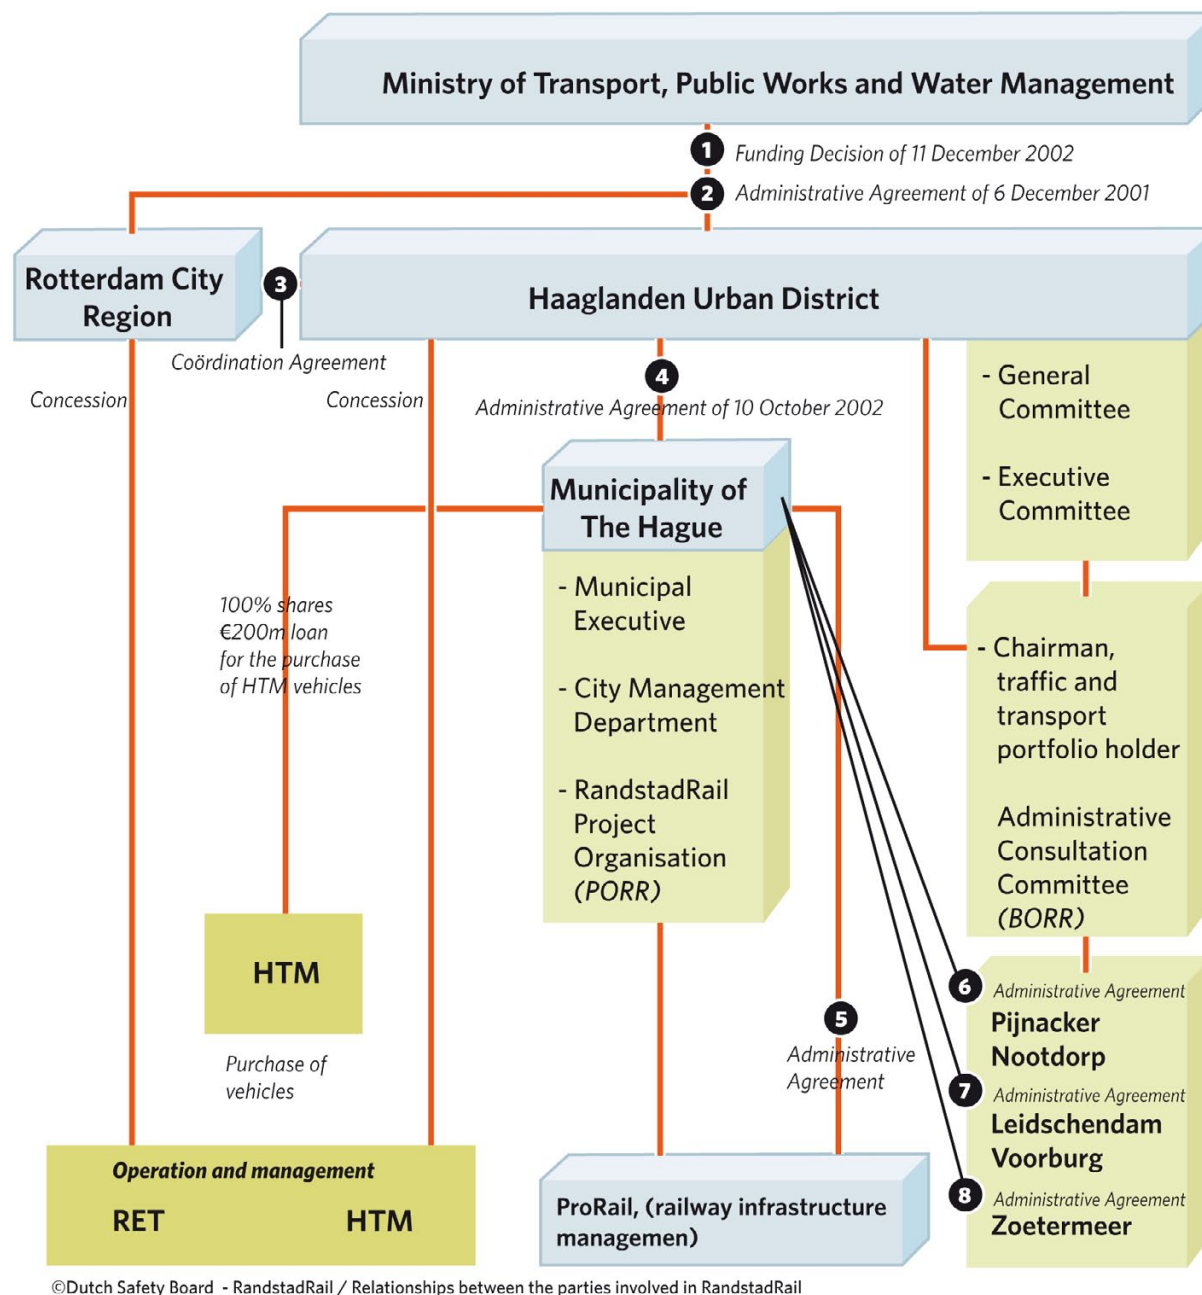 Ministry of Transport, Public Works and Water Management
1 Funding Decision of 11 December 2002
2 Administrative Agreement of 6 December 2001
Rotterdam City
Region
3
Coördination Agreement
Haaglanden Urban District
Concession
Concession
4
Administrative Agreement of 10 October 2002
- General
Committee
- Executive
Committee
Municipality of
The Hague
- Municipal
Executive
- City Management
Department
- RandstadRail
Project
Organisation
(PORR)
100% shares
€200m loan
for the purchase
of HTM vehicles
- Chairman,
traffic and
transport
portfolio holder
Administrative
Consultation
Committee
(BORR)
HTM
Purchase of
vehicles
5
Administrative
Agreement
6 Administrative Agreement
Pijnacker
Nootdorp
7 Administrative Agreement
Leidschendam
Voorburg
8 Administrative Agreement
Zoetermeer
Operation and management
RET HTM
ProRail, (railway infrastructure
managemen)
©Dutch Safety Board - RandstadRail / Relationships between the parties involved in RandstadRail